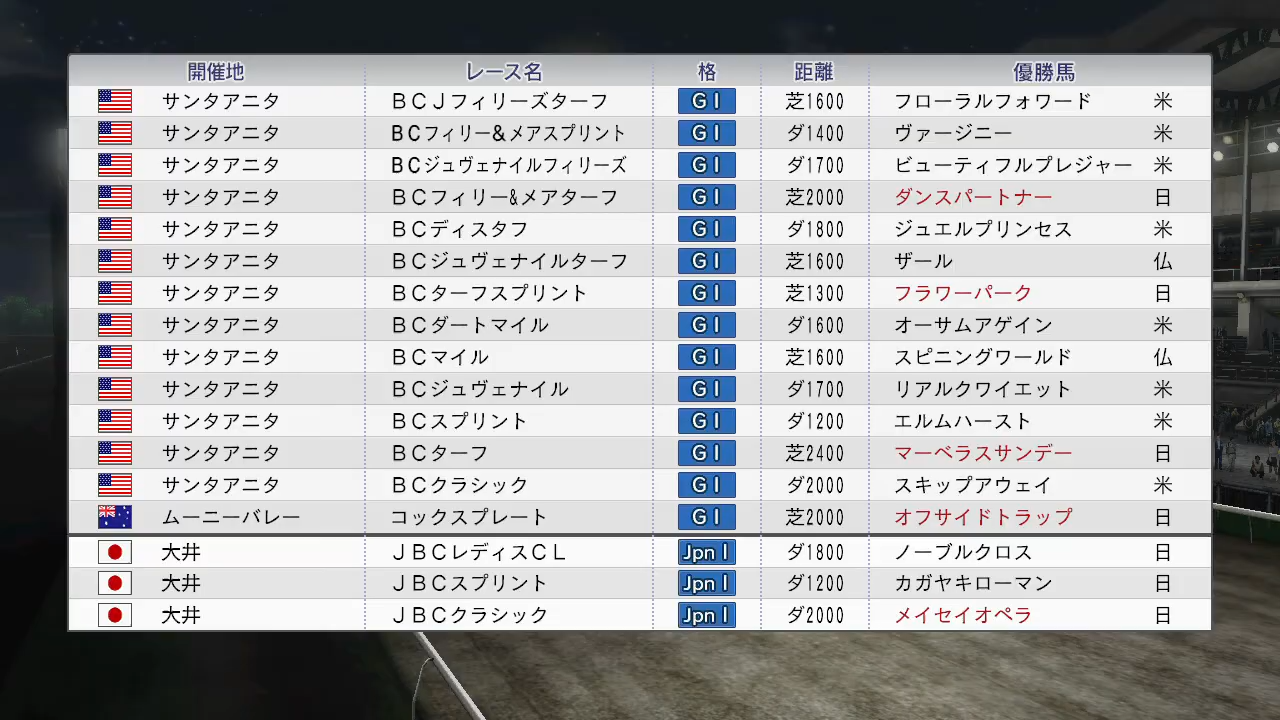 開催地 レース名 格 距離 優勝馬
サンタアニタ ＢＣＪフィリーズターフ GⅠ 芝1600 フローラルフォワード 米
サンタアニタ ＢＣフィリー＆メアスプリント GⅠ ダ1400 ヴァージニー 米
サンタアニタ ＢＣジュヴェナイルフィリーズ GⅠ ダ1700 ビューティフルプレジャー 米
サンタアニタ ＢＣフィリー&メアターフ GⅠ 芝2000 ダンスパートナー 日
サンタアニタ ＢＣディスタフ GⅠ ダ1800 ジュエルプリンセス 米
サンタアニタ ＢＣジュヴェナイルターフ GⅠ 芝1600 ザール 仏
サンタアニタ ＢＣターフスプリント GⅠ 芝1300 フラワーパーク 日
サンタアニタ ＢＣダートマイル GⅠ ダ1600 オーサムアゲイン 米
サンタアニタ ＢＣマイル GⅠ 芝1600 スピニングワールド 仏
サンタアニタ ＢＣジュヴェナイル GⅠ ダ1700 リアルクワイエット 米
サンタアニタ ＢＣスプリント GⅠ ダ1200 エルムハースト 米
サンタアニタ ＢＣターフ GⅠ 芝2400 マーベラスサンデー 日
サンタアニタ ＢＣクラシック GⅠ ダ2000 スキップアウェイ 米
ムーニーバレー コックスプレート GⅠ 芝2000 オフサイドトラップ 日
大井 ＪＢＣレディスＣＬ JpnⅠ ダ1800 ノーブルクロス 日
大井 ＪＢＣスプリント JpnⅠ ダ1200 カガヤキローマン 日
大井 ＪＢＣクラシック JpnⅠ ダ2000 メイセイオペラ 日